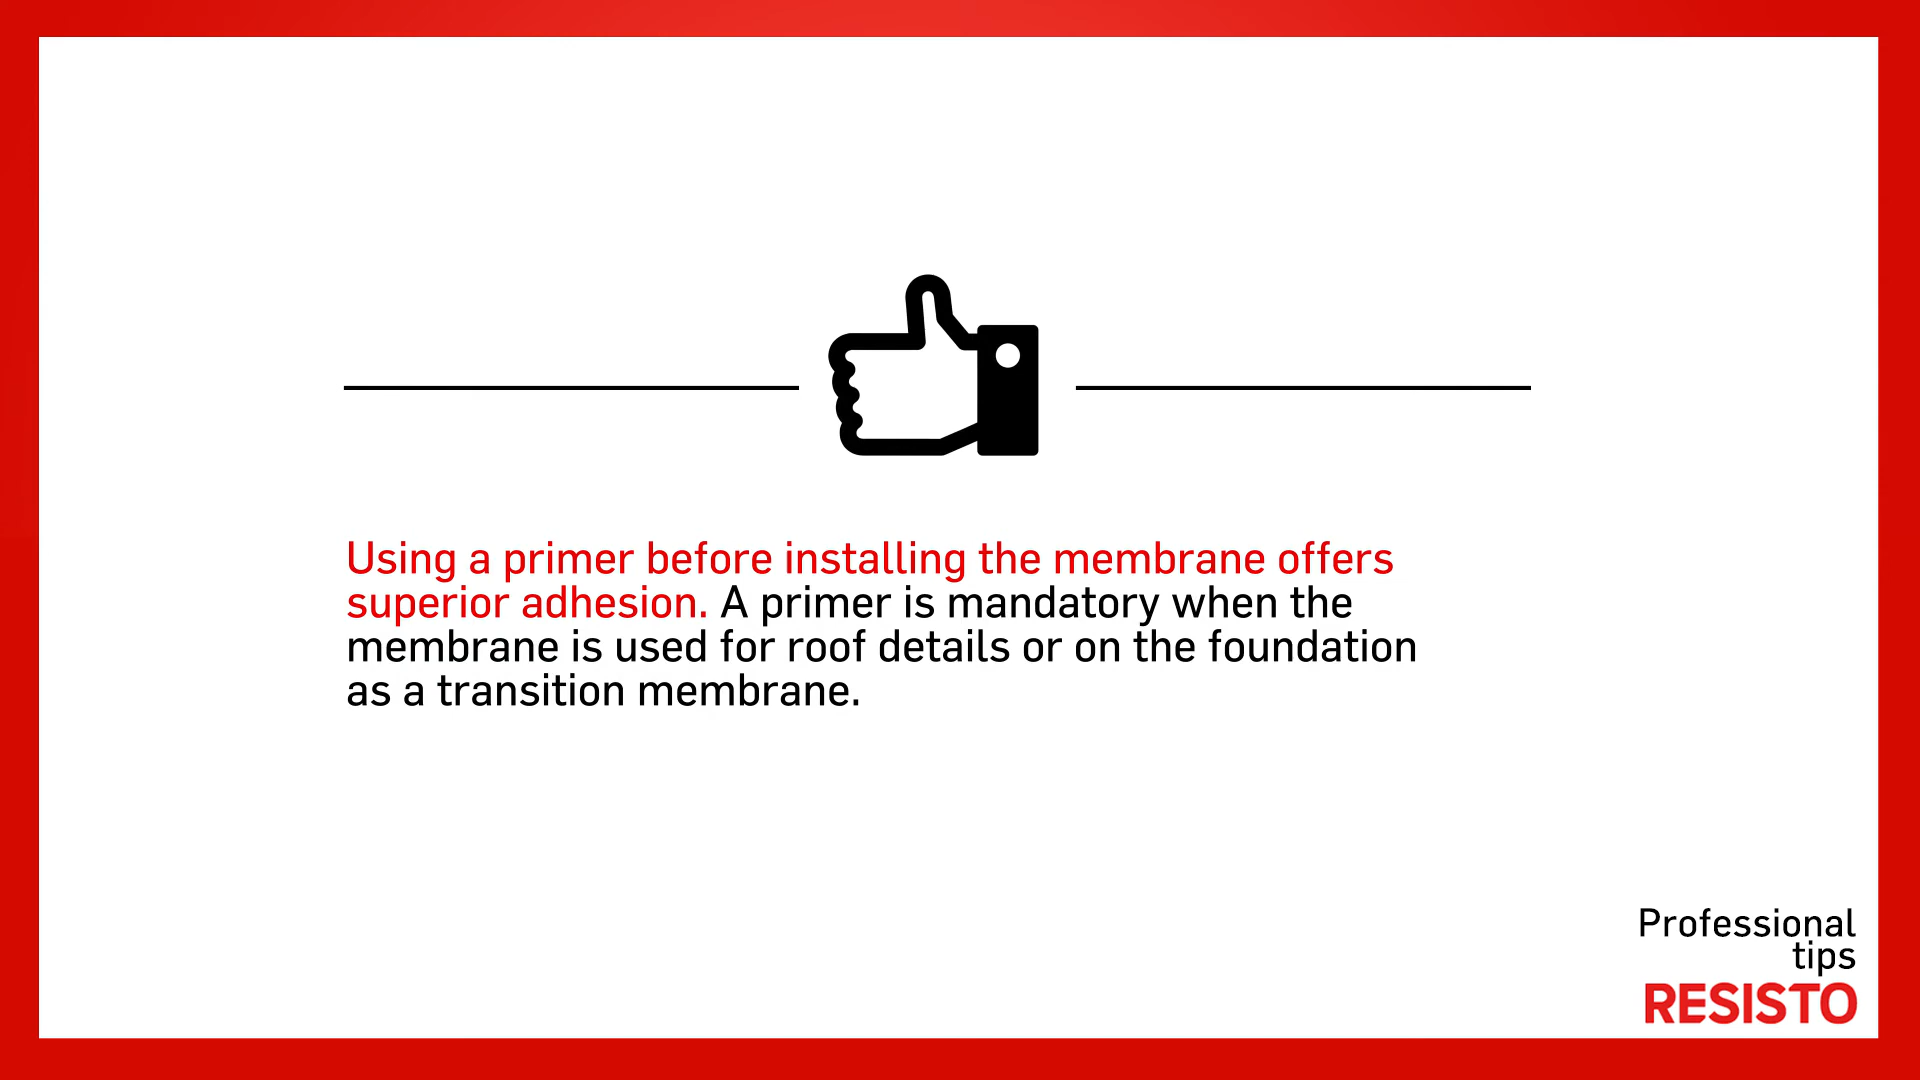 Using a primer before installing the membrane offers
superior adhesion. A primer is mandatory when the
membrane is used for roof details or on the foundation
as a transition membrane.
Professional
tips
RESISTO